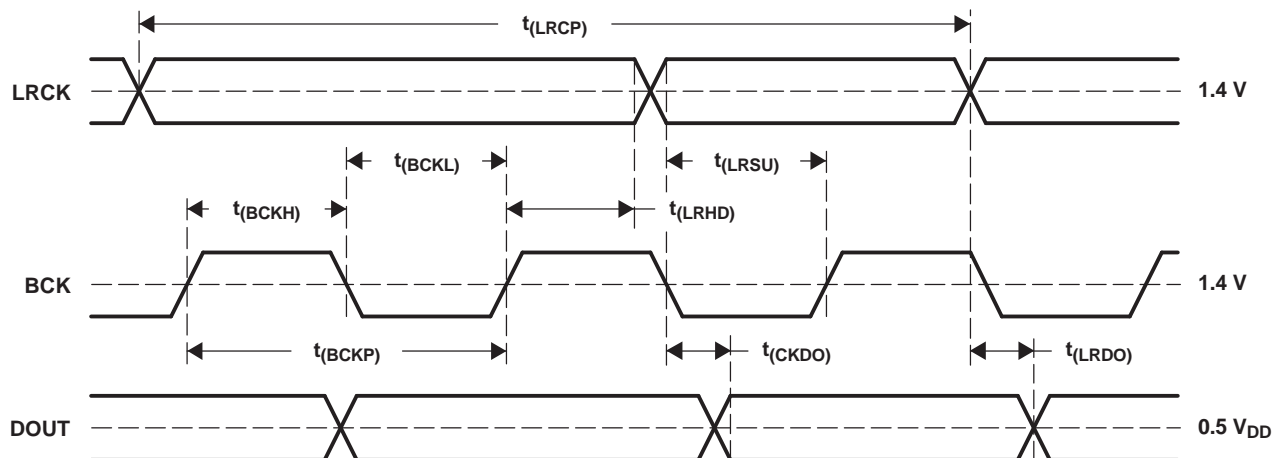 t(LRCP)
LRCK
1.4 V
t(BCKL)
t(LRSU)
t(BCKH)
t(LRHD)
BCK
1.4 V
t(BCKP)
t(CKDO)
t(LRDO)
DOUT
0.5 VDD